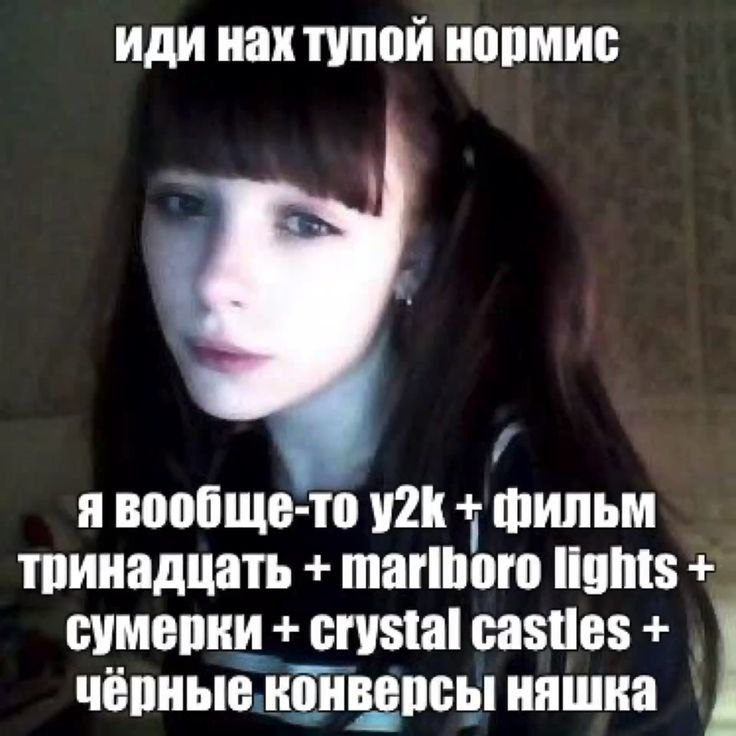 иди нах тупой нормис
я вообще-то y2k + фильм
тринадцать + marlboro lights +
сумерки + crystal castles +
чёрные конверсы няшка